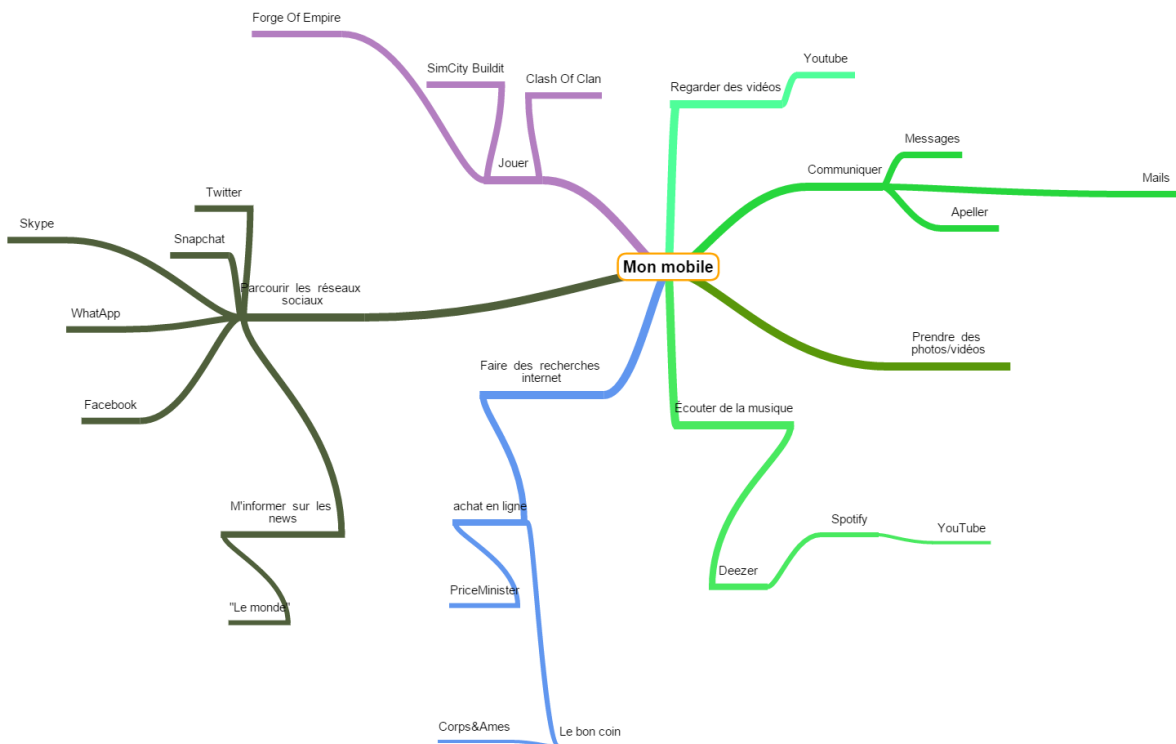 Forge Of Empire
SimCity Buildit
Clash Of Clan
Jouer
Youtube
Regarder des vidéos
Messages
Communiquer
Mails
Apeller
Twitter
Skype
Snapchat
Parcourir les réseaux
sociaux
WhatApp
Facebook
M'informer sur les
news
"Le monde"
Mon mobile
Prendre des
photos/vidéos
Faire des recherches
internet
achat en ligne
PriceMinister
Corps&Ames
Le bon coin
Écouter de la musique
Deezer
Spotify
YouTube